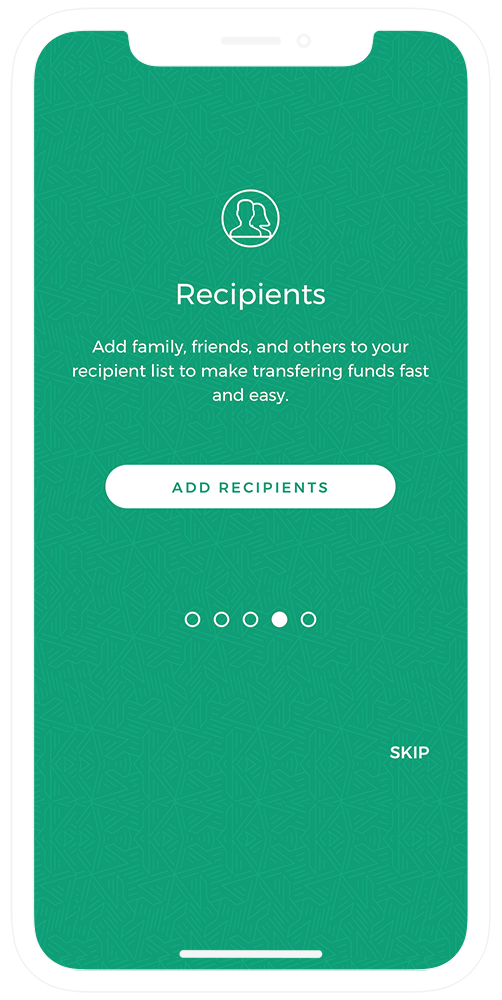 Recipients
Add family, friends, and others to your
recipient list to make transfering funds fast
and easy.
ADD RECIPIENTS
SKIP